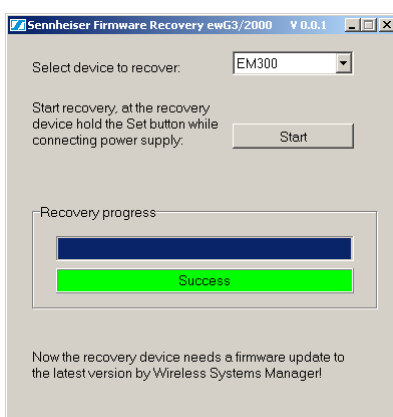 Sennheiser Firmware Recovery ewG3/2000 V 0.0.1
Select device to recover:
EM300
Start recovery, at the recovery
device hold the Set button while
connecting power supply:
Start
Recovery progress
Success
Now the recovery device needs a firmware update to
the latest version by Wireless Systems Manager!